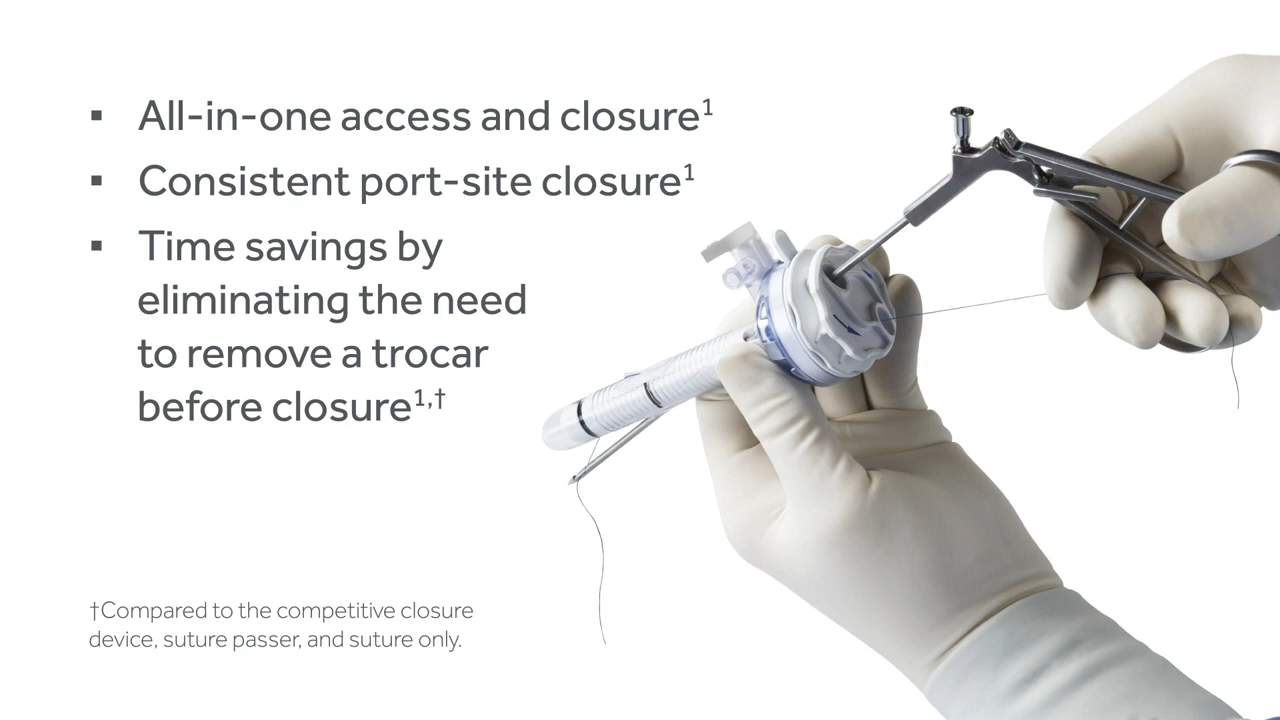 ▪ All-in-one access and closure¹
▪ Consistent port-site closure¹
▪ Time savings by
eliminating the need
to remove a trocar
before closure¹,†
†Compared to the competitive closure
device, suture passer, and suture only.